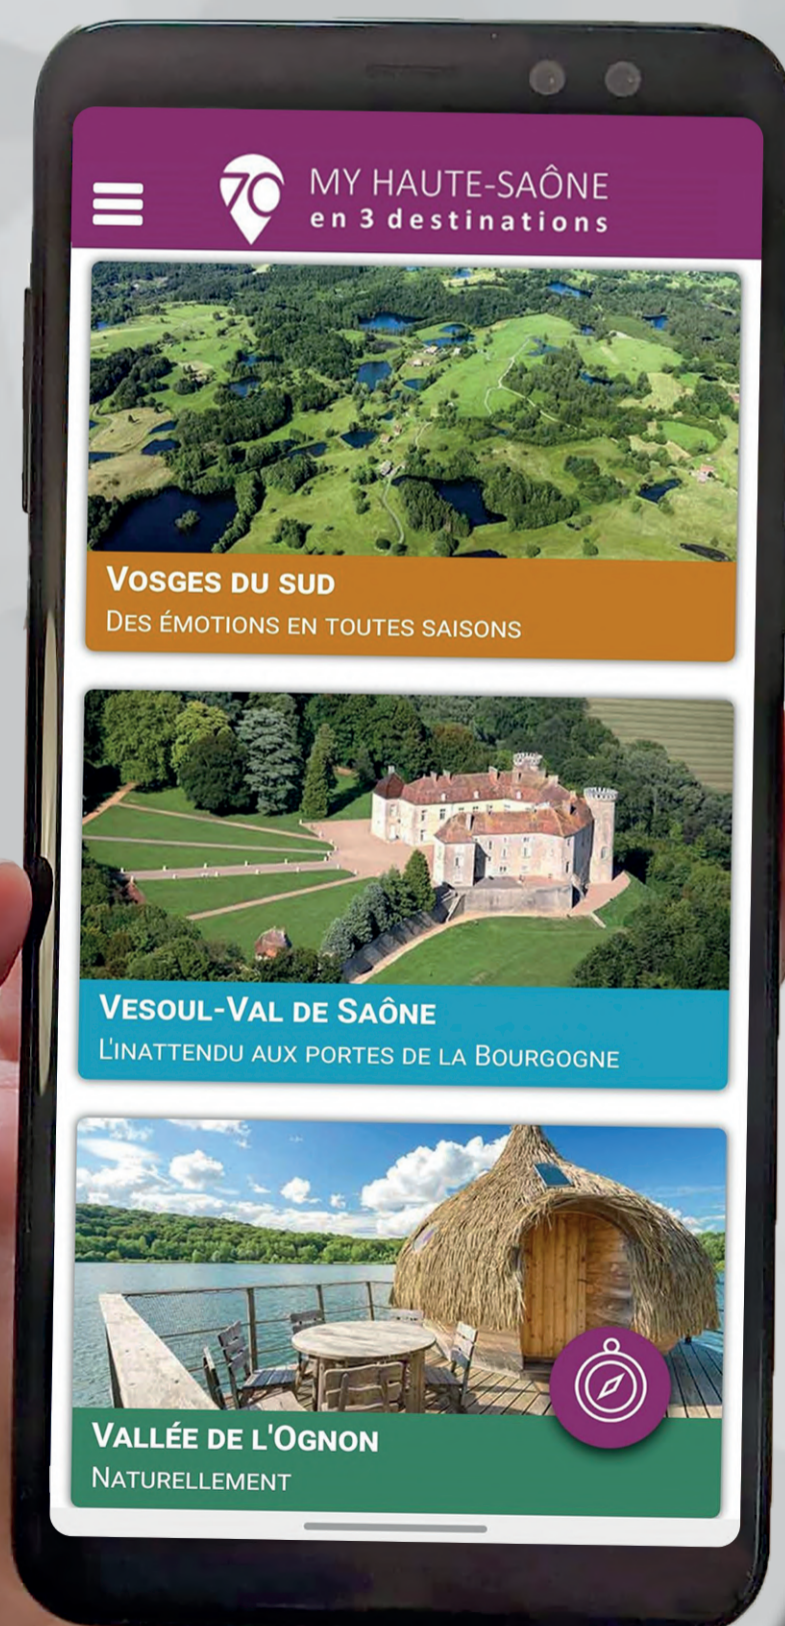 70
MY HAUTE-SAÔNE
en 3 destinations
VOSGES DU SUD
DES ÉMOTIONS EN TOUTES SAISONS
VESOUL-VAL DE SAÔNE
L'INATTENDU AUX PORTES DE LA BOURGOGNE
VALLÉE DE L'OGNON
NATURELLEMENT